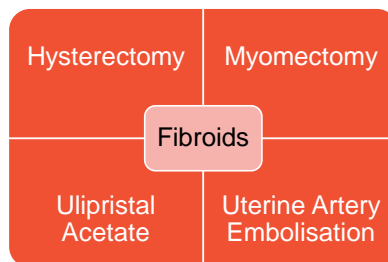 Hysterectomy
Myomectomy
Fibroids
Ulipristal
Acetate
Uterine Artery
Embolisation